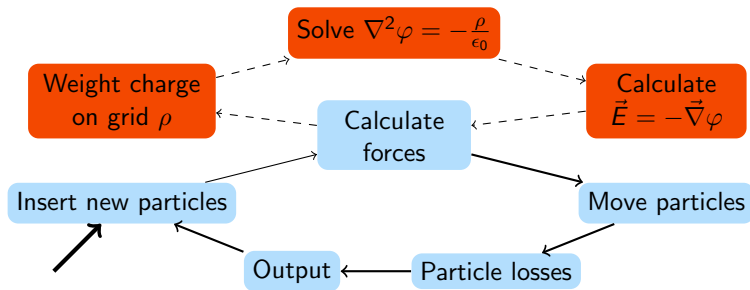 Solve ∇²φ = −ρ/ϵ₀
Weight charge
on grid ρ
Calculate
E⃗ = −∇⃗φ
Calculate
forces
Insert new particles
Move particles
Output
Particle losses